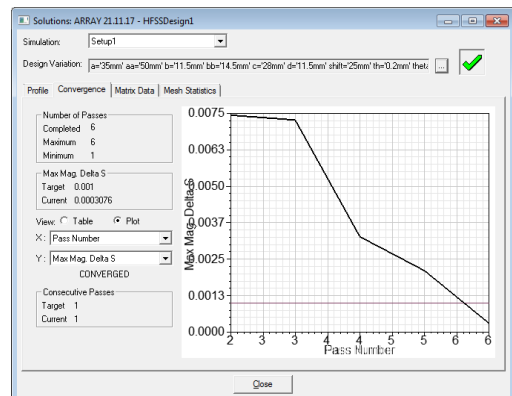 Solutions: ARRAY 21.11.17 - HFSSDesign1
Simulation: Setup1
Design Variation: a='35mm' aa='50mm' b='11.5mm' bb='14.5mm' c='28mm' d='11.5mm' shift='25mm' th='0.2mm' theta ...
Profile Convergence Matrix Data Mesh Statistics
Number of Passes
Completed 6
Maximum 6
Minimum 1
Max Mag. Delta S
Target 0.001
Current 0.0003076
View: Table Plot
X: Pass Number
Y: Max Mag. Delta S
CONVERGED
Consecutive Passes
Target 1
Current 1
Max Mag. Delta S
0.0075
0.0063
0.0050
0.0037
0.0025
0.0013
0.0000
2 3 3 4 4 5 5 6 6
Pass Number
Close